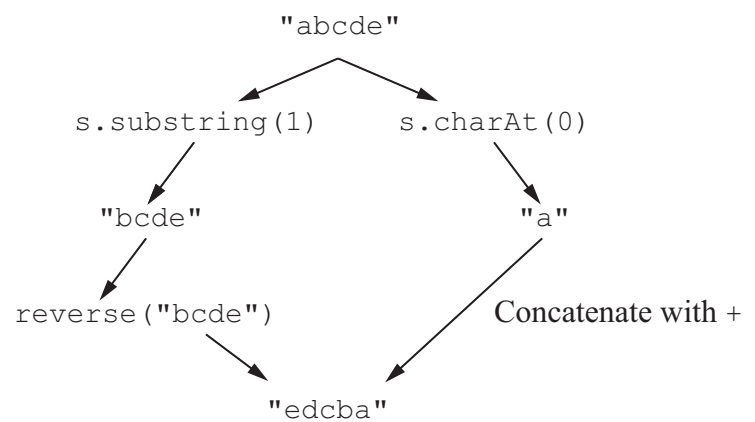 "abcde"
s.substring(1) s.charAt(0)
"bcde" "a"
reverse("bcde") Concatenate with +
"edcba"